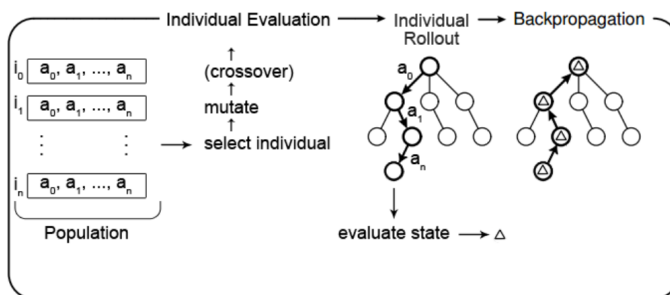 Individual Evaluation → Individual Rollout → Backpropagation
i₀ a₀, a₁, ..., aₙ
i₁ a₀, a₁, ..., aₙ
⋮ ⋮
iₙ a₀, a₁, ..., aₙ
Population
→
(crossover)
↑
mutate
↑
select individual
a₀
a₁
aₙ
evaluate state → △